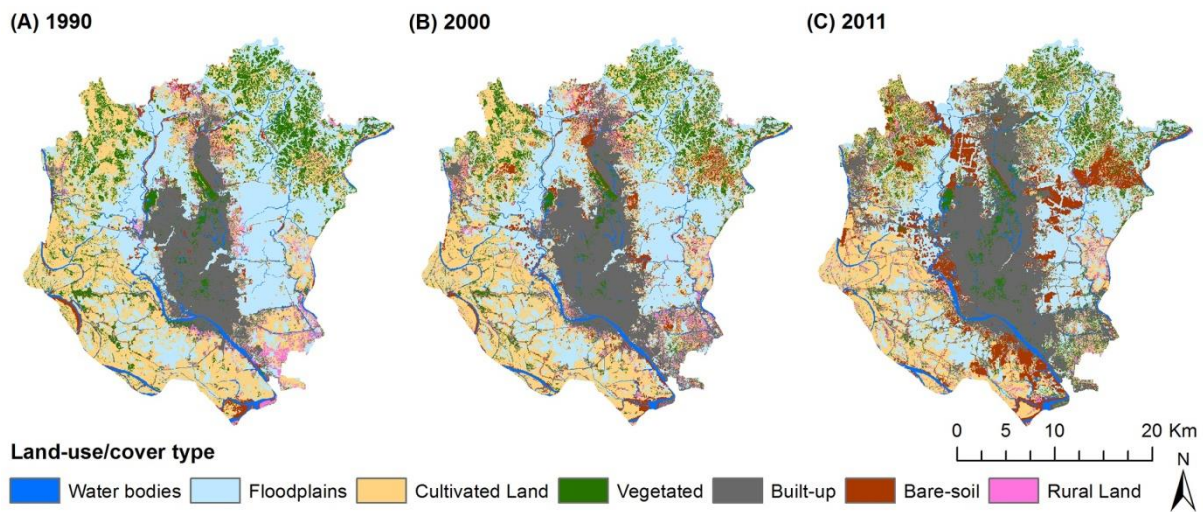 (A) 1990 (B) 2000 (C) 2011
0 5 10 20 Km
Land-use/cover type
N
Water bodies Floodplains Cultivated Land Vegetated Built-up Bare-soil Rural Land